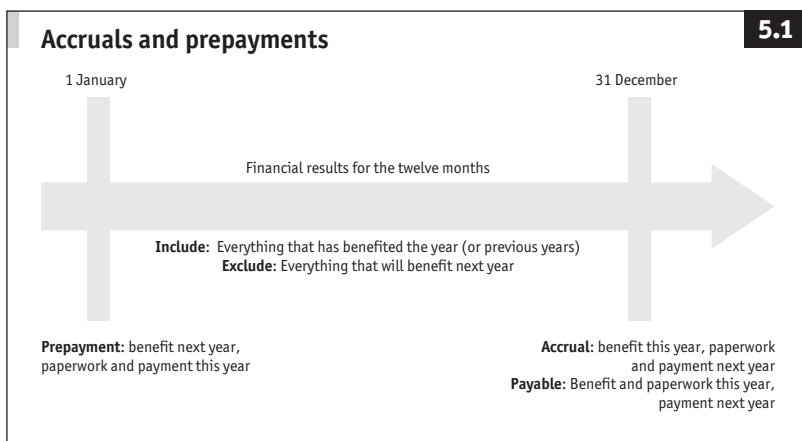 5.1
Accruals and prepayments
1 January
31 December
Financial results for the twelve months
Include: Everything that has benefited the year (or previous years)
Exclude: Everything that will benefit next year
Prepayment: benefit next year,
paperwork and payment this year
Accrual: benefit this year, paperwork
and payment next year
Payable: Benefit and paperwork this year,
payment next year